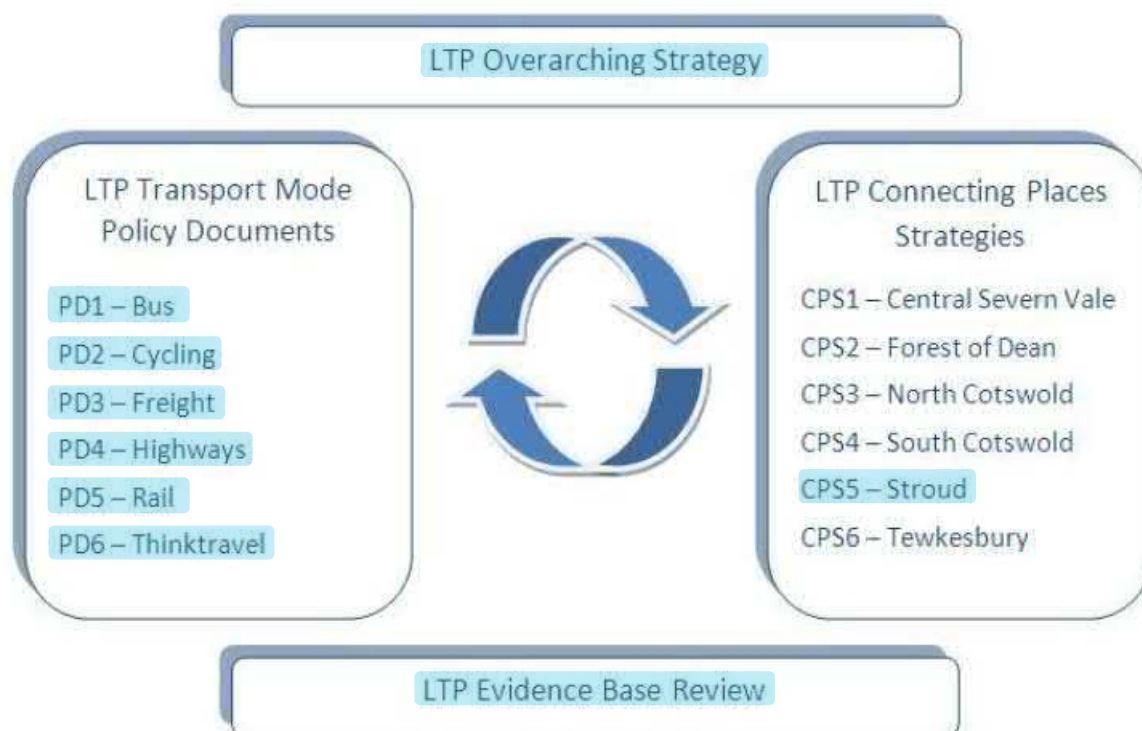 LTP Overarching Strategy
LTP Transport Mode
Policy Documents
PD1 – Bus
PD2 – Cycling
PD3 – Freight
PD4 – Highways
PD5 – Rail
PD6 – Thinktravel
LTP Connecting Places
Strategies
CPS1 – Central Severn Vale
CPS2 – Forest of Dean
CPS3 – North Cotswold
CPS4 – South Cotswold
CPS5 – Stroud
CPS6 – Tewkesbury
LTP Evidence Base Review